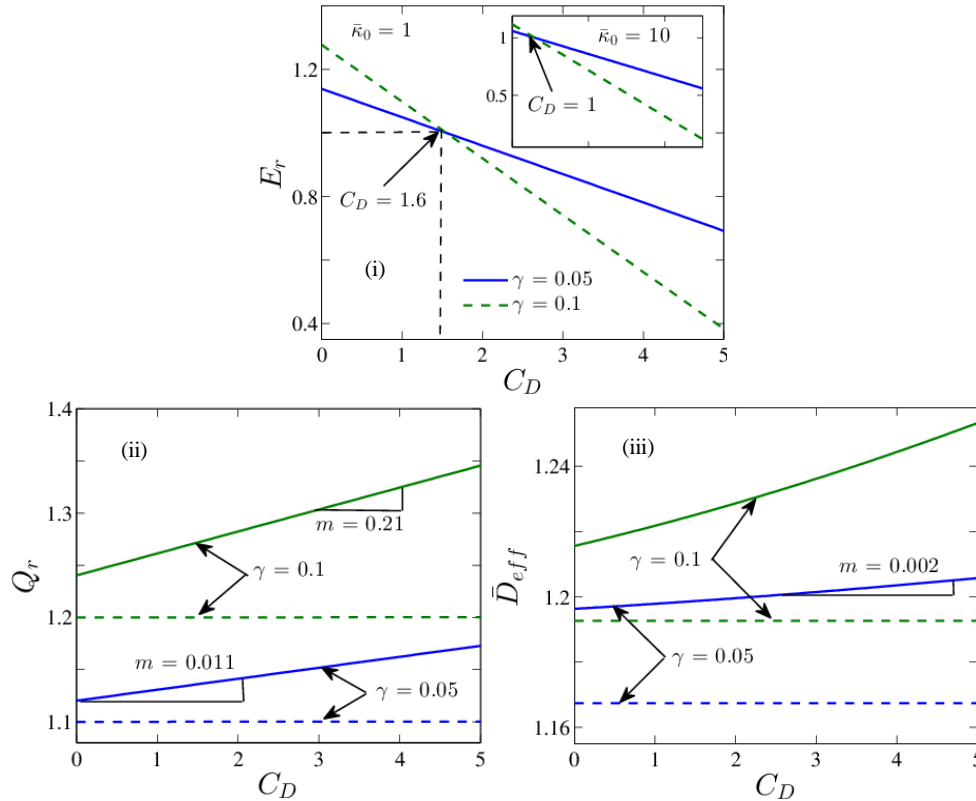 κ̄₀ = 1
κ̄₀ = 10
1
0.5
C_D = 1
1.2
1.0
0.8
0.4
E_r
C_D = 1.6
(i)
γ = 0.05
γ = 0.1
0 1 2 3 4 5
C_D
1.4
1.3
1.2
1.1
Q_r
(ii)
m = 0.21
γ = 0.1
m = 0.011
γ = 0.05
0 1 2 3 4 5
C_D
1.24
1.2
1.16
D̄_eff
(iii)
γ = 0.1
m = 0.002
γ = 0.05
0 1 2 3 4 5
C_D